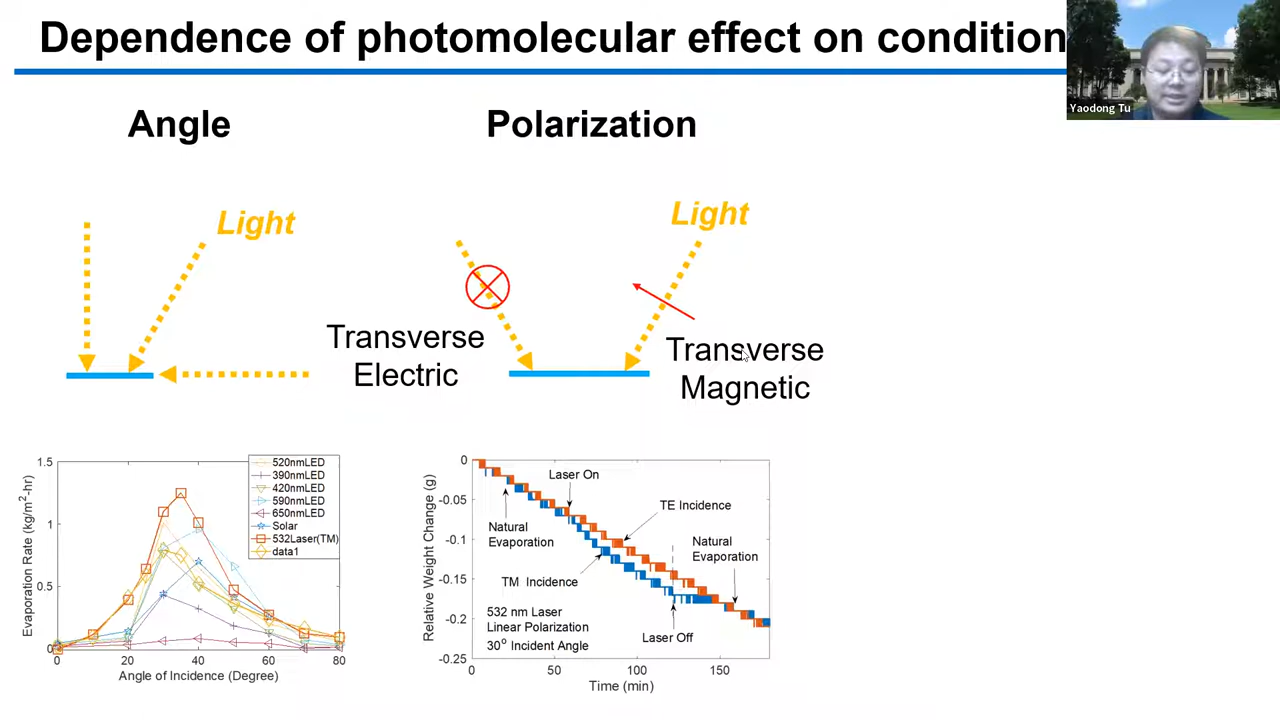 Dependence of photomolecular effect on condition
Yaodong Tu
Angle
Polarization
Light
Light
Transverse
Electric
Transverse
Magnetic
1.5
1
0.5
0
0
20
40
60
80
Evaporation Rate (kg/m²-hr)
Angle of Incidence (Degree)
520nmLED
390nmLED
420nmLED
590nmLED
650nmLED
Solar
532Laser(TM)
data1
0
-0.05
-0.1
-0.15
-0.2
-0.25
0
50
100
150
Relative Weight Change (g)
Time (min)
Laser On
TE Incidence
Natural
Evaporation
Natural
Evaporation
TM Incidence
532 nm Laser
Linear Polarization
30° Incident Angle
Laser Off